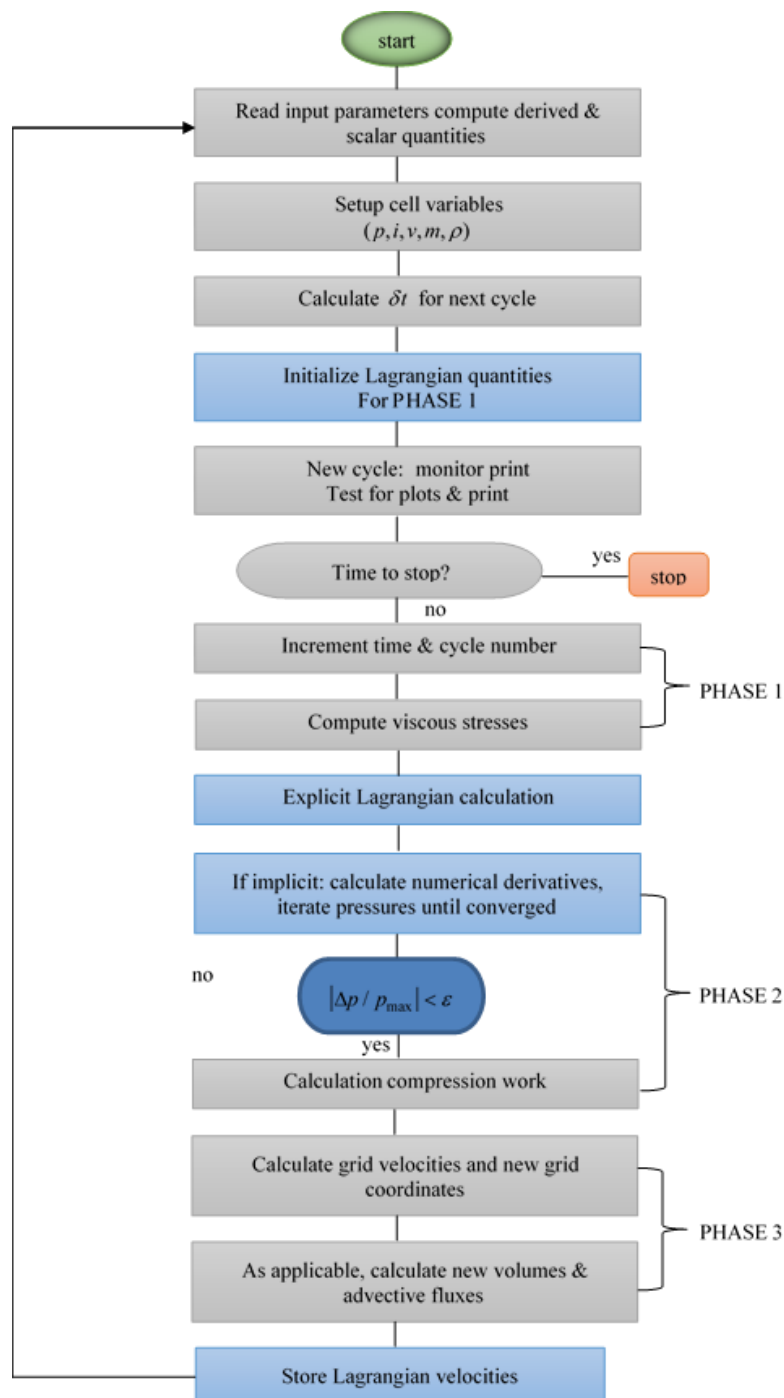 start
Read input parameters compute derived &
scalar quantities
Setup cell variables
(p, i, v, m, ρ)
Calculate δt for next cycle
Initialize Lagrangian quantities
For PHASE 1
New cycle: monitor print
Test for plots & print
Time to stop?
yes
stop
no
Increment time & cycle number
PHASE 1
Compute viscous stresses
Explicit Lagrangian calculation
If implicit: calculate numerical derivatives,
iterate pressures until converged
no
|Δp / p_max| < ε
PHASE 2
yes
Calculation compression work
Calculate grid velocities and new grid
coordinates
PHASE 3
As applicable, calculate new volumes &
advective fluxes
Store Lagrangian velocities